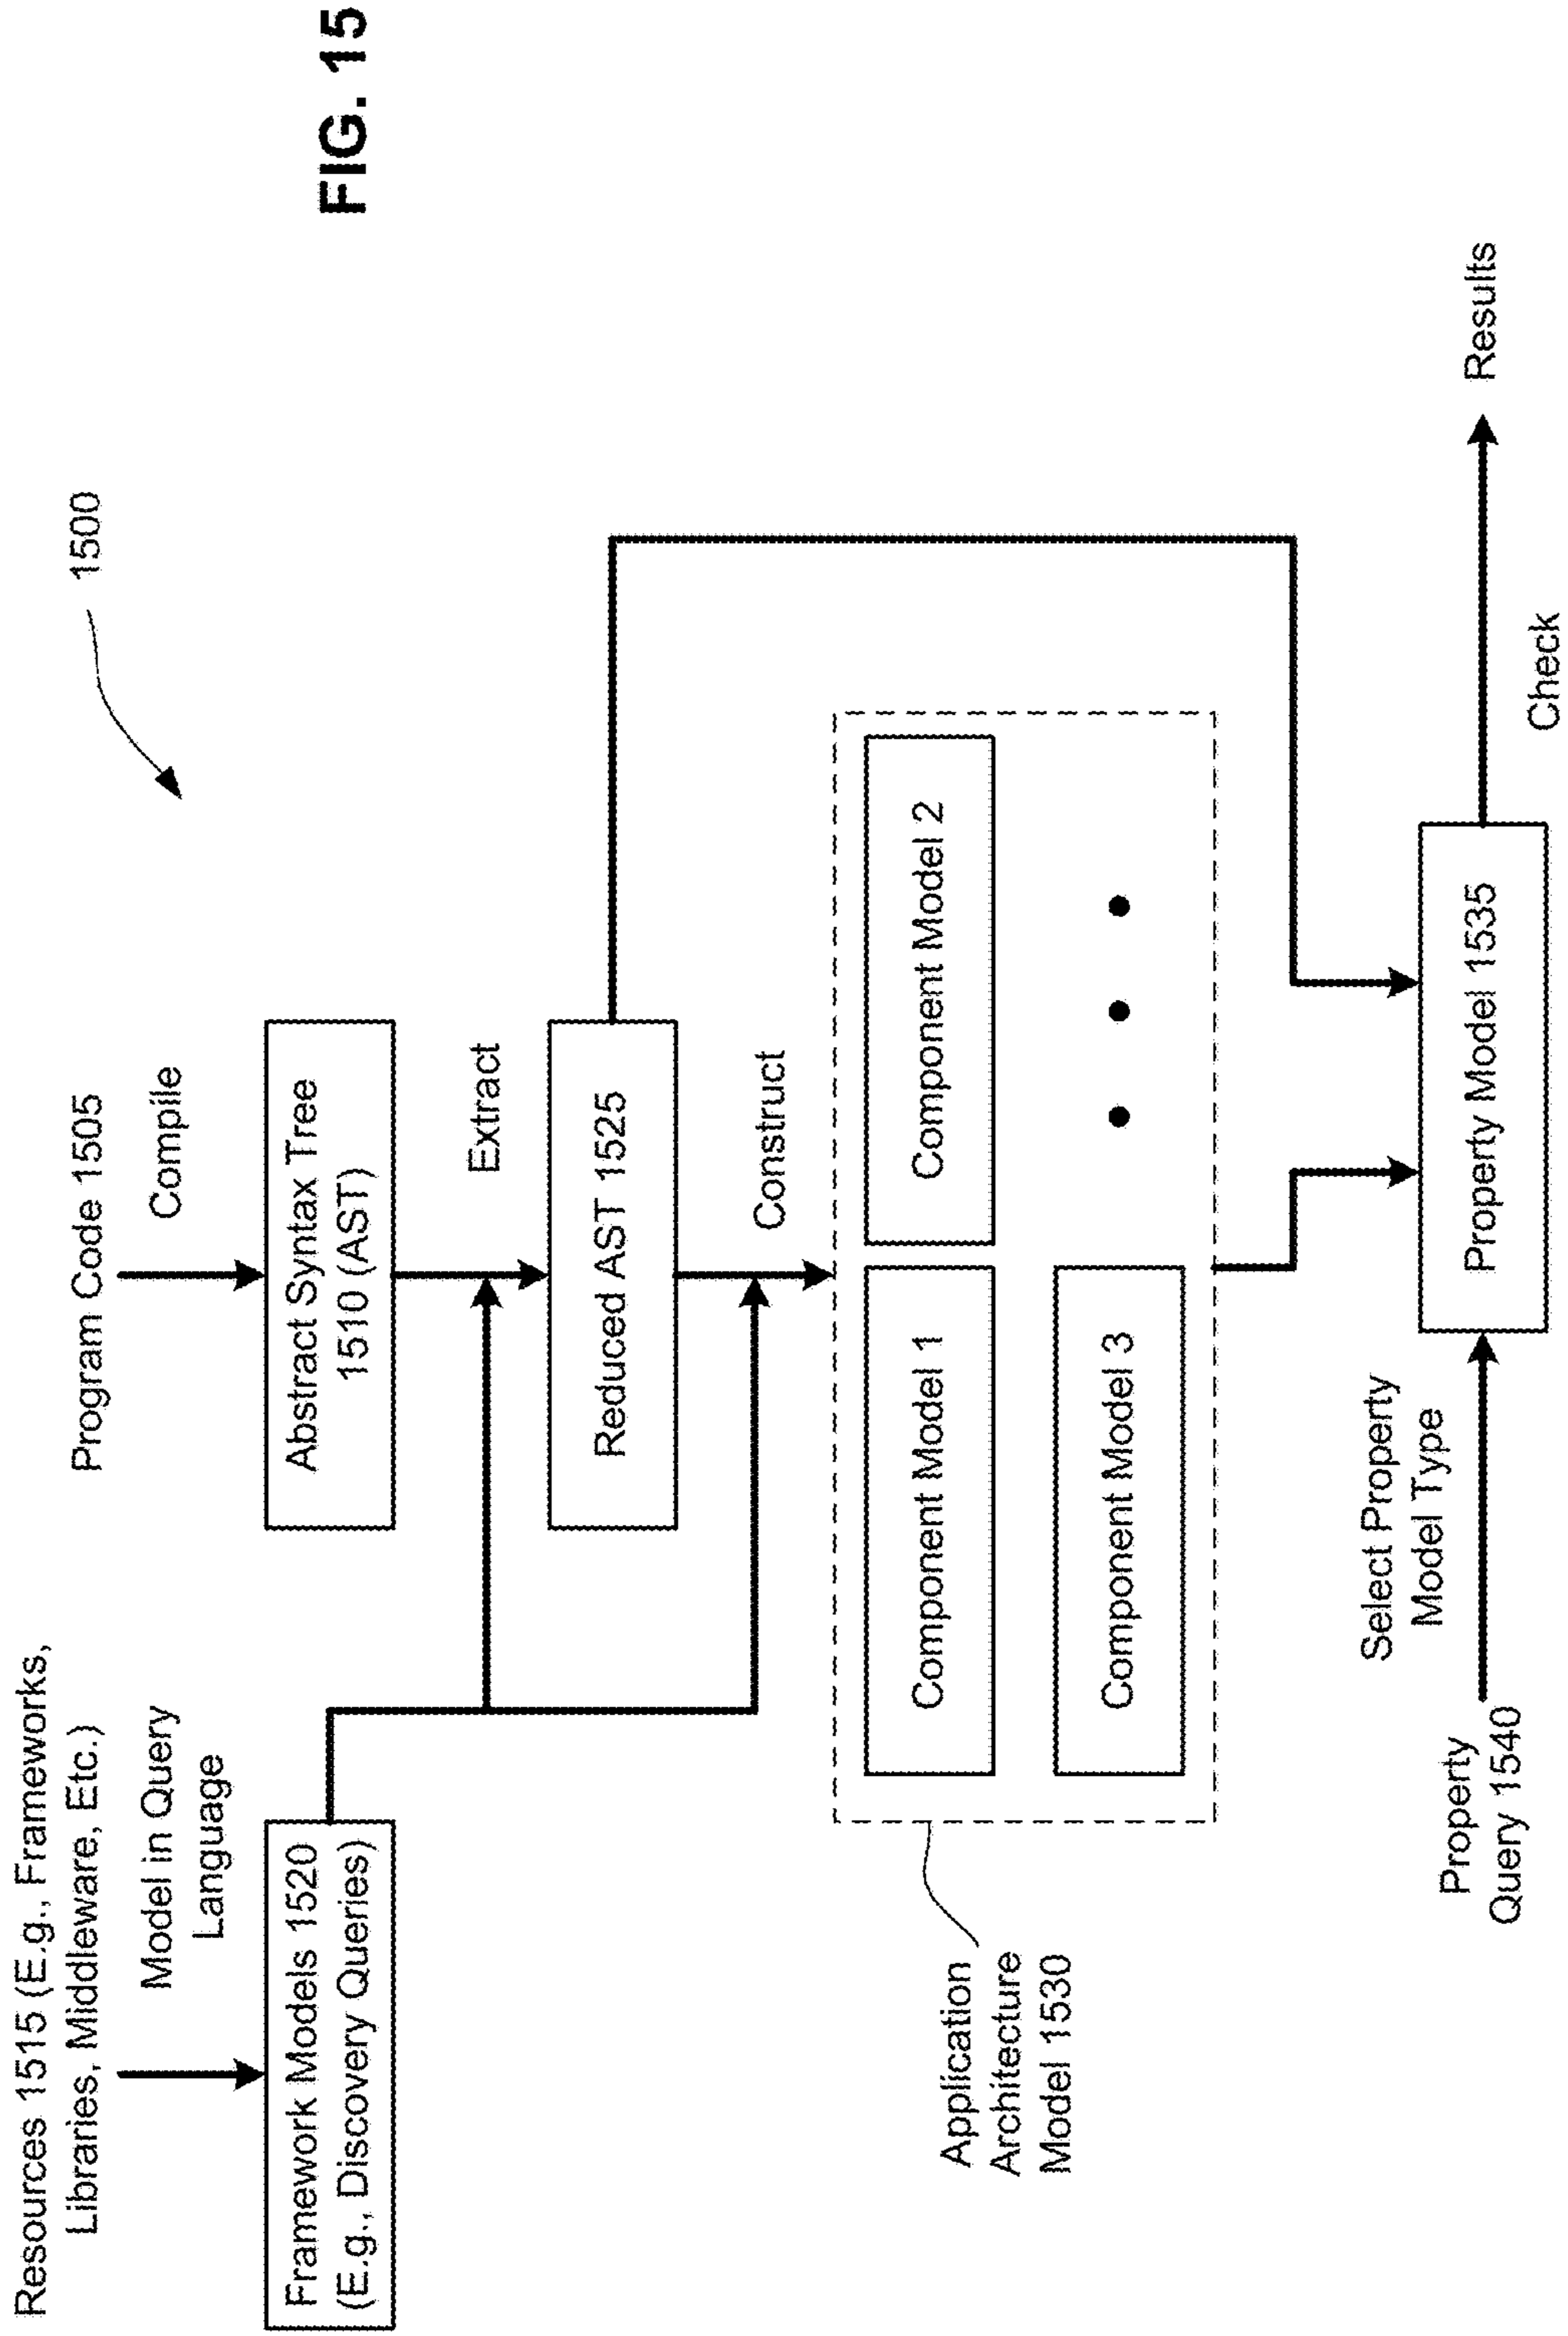 Resources 1515 (E.g., Frameworks,
Libraries, Middleware, Etc.)
Model in Query
Language
Framework Models 1520
(E.g., Discovery Queries)
Program Code 1505
Compile
Abstract Syntax Tree
1510 (AST)
Extract
Reduced AST 1525
Construct
1500
Application
Architecture
Model 1530
Component Model 1
Component Model 2
Component Model 3
Property
Query 1540
Select Property
Model Type
Property Model 1535
Check
Results
FIG. 15